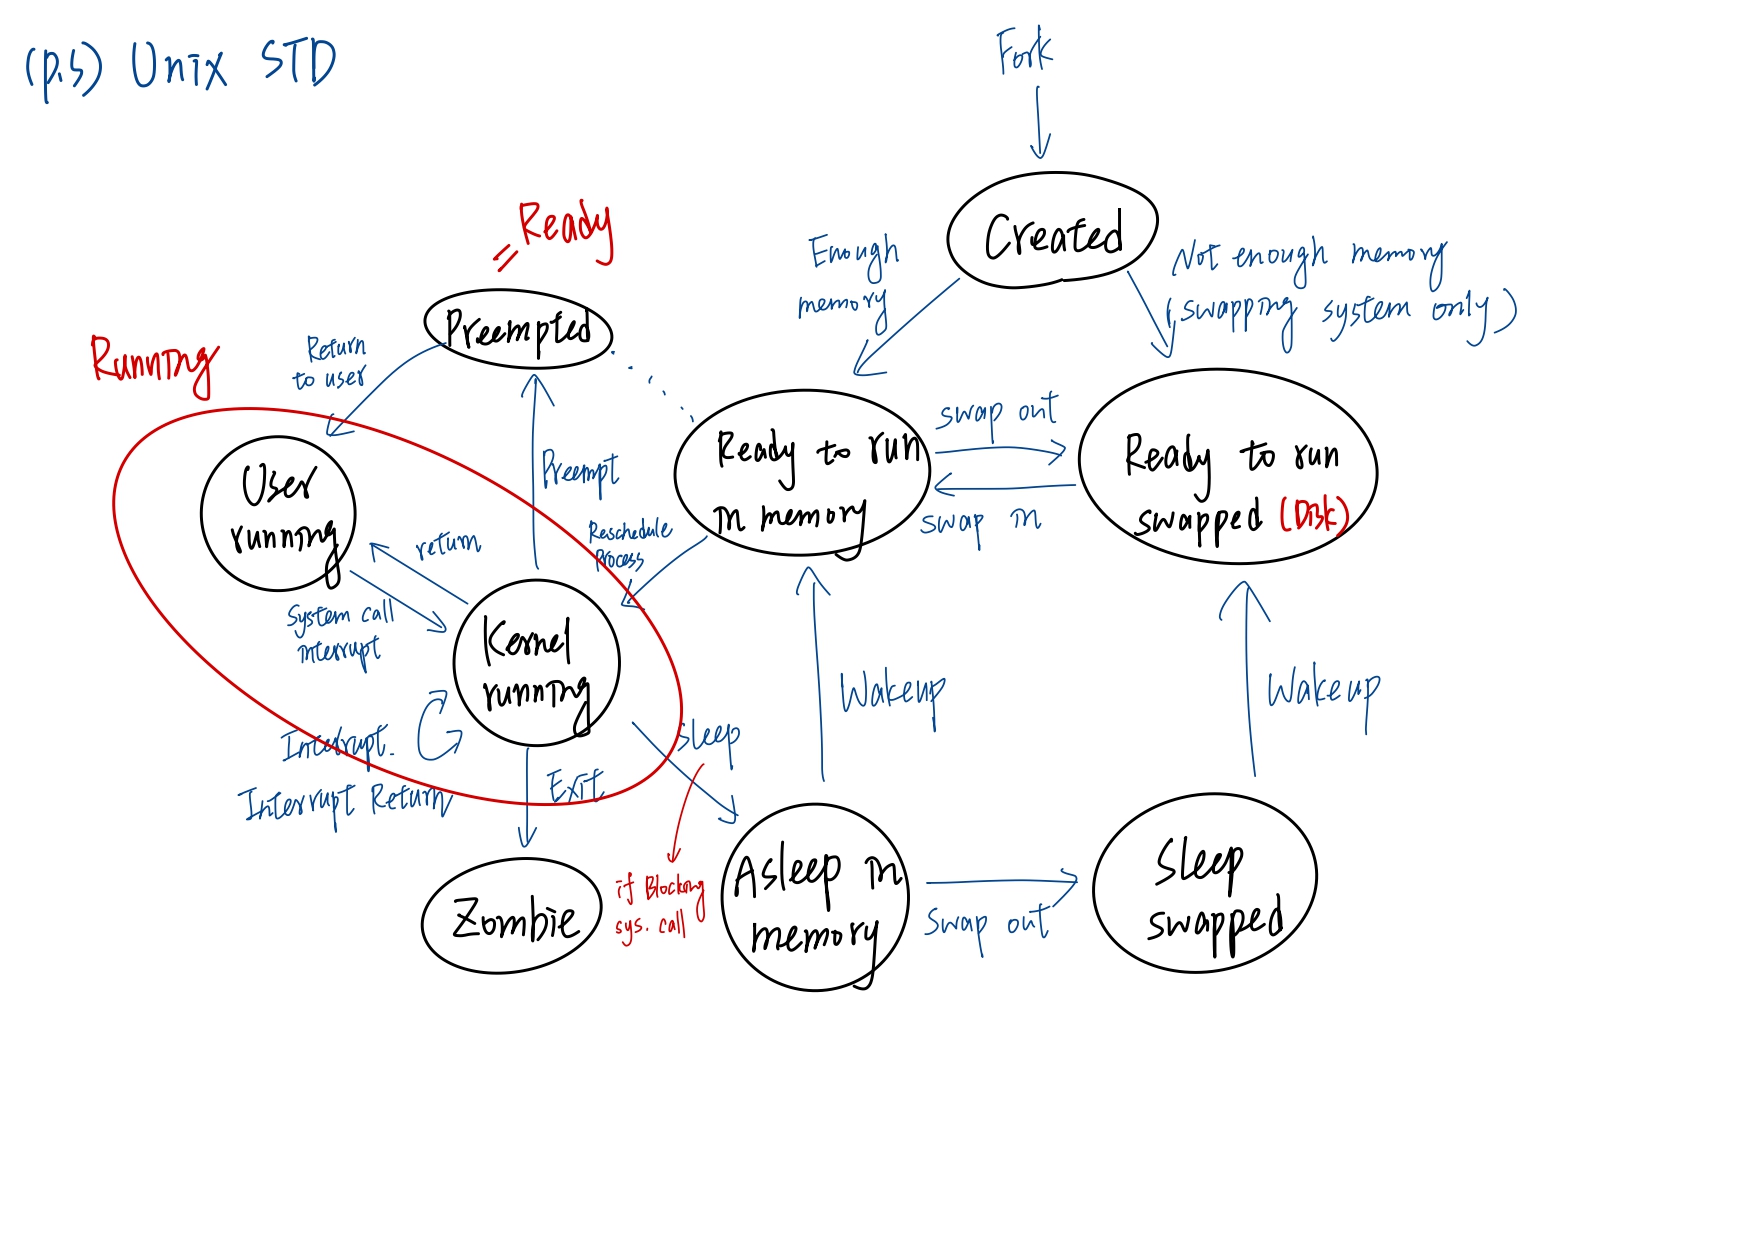 (p.s) Unix STD
Fork
Created
Enough
memory
Not enough memory
(swapping system only)
= Ready
Preempted
Running
Return
to user
User
running
return
System call
interrupt
Preempt
Reschedule
Process
Ready to run
in memory
swap out
swap in
Ready to run
swapped (Disk)
Kernel
running
Interrupt.
Interrupt Return
Exit
Sleep
if Blocking
sys. call
Wakeup
Wakeup
Zombie
Asleep in
memory
Swap out
Sleep
swapped